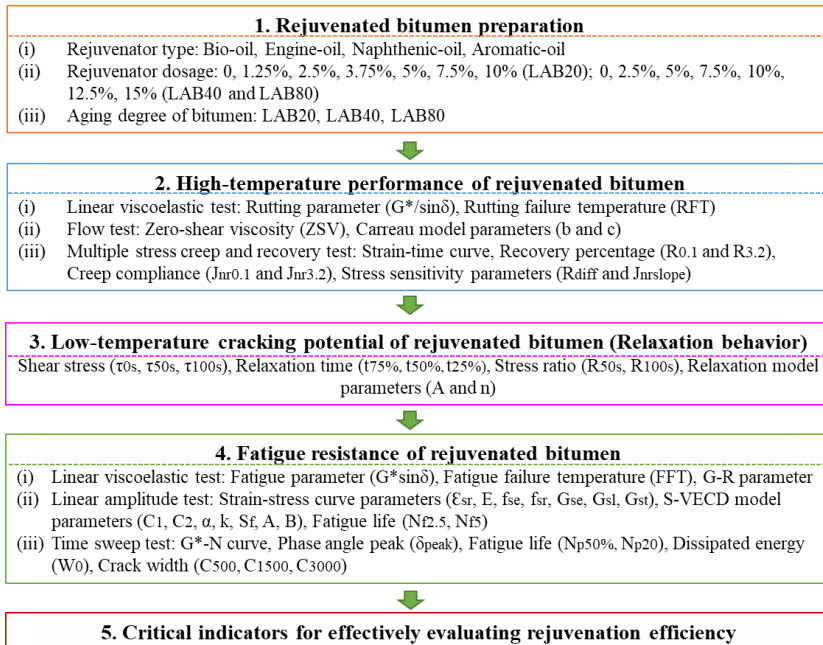 1. Rejuvenated bitumen preparation
(i) Rejuvenator type: Bio-oil, Engine-oil, Naphthenic-oil, Aromatic-oil
(ii) Rejuvenator dosage: 0, 1.25%, 2.5%, 3.75%, 5%, 7.5%, 10% (LAB20); 0, 2.5%, 5%, 7.5%, 10%,
12.5%, 15% (LAB40 and LAB80)
(iii) Aging degree of bitumen: LAB20, LAB40, LAB80
2. High-temperature performance of rejuvenated bitumen
(i) Linear viscoelastic test: Rutting parameter (G*/sinδ), Rutting failure temperature (RFT)
(ii) Flow test: Zero-shear viscosity (ZSV), Carreau model parameters (b and c)
(iii) Multiple stress creep and recovery test: Strain-time curve, Recovery percentage (R0.1 and R3.2),
Creep compliance (Jnr0.1 and Jnr3.2), Stress sensitivity parameters (Rdiff and Jnrslope)
3. Low-temperature cracking potential of rejuvenated bitumen (Relaxation behavior)
Shear stress (τ0s, τ50s, τ100s), Relaxation time (t75%, t50%, t25%), Stress ratio (R50s, R100s), Relaxation model
parameters (A and n)
4. Fatigue resistance of rejuvenated bitumen
(i) Linear viscoelastic test: Fatigue parameter (G*sinδ), Fatigue failure temperature (FFT), G-R parameter
(ii) Linear amplitude test: Strain-stress curve parameters (Ɛsr, E, fse, fsr, Gse, Gsl, Gst), S-VECD model
parameters (C1, C2, α, k, Sf, A, B), Fatigue life (Nf2.5, Nf5)
(iii) Time sweep test: G*-N curve, Phase angle peak (δpeak), Fatigue life (Np50%, Np20), Dissipated energy
(W0), Crack width (C500, C1500, C3000)
5. Critical indicators for effectively evaluating rejuvenation efficiency